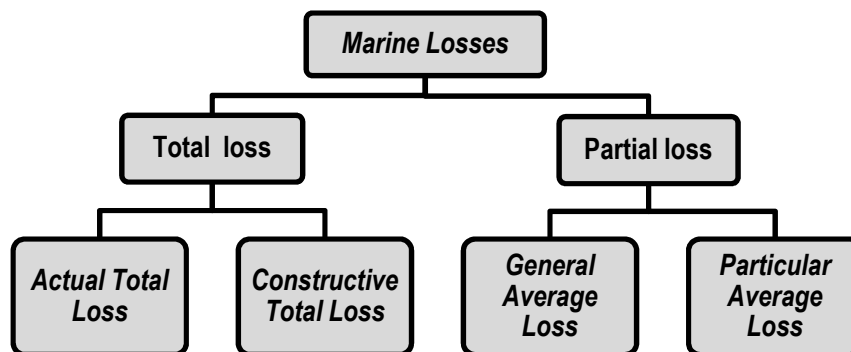 Marine Losses
Total loss
Partial loss
Actual Total
Loss
Constructive
Total Loss
General
Average
Loss
Particular
Average
Loss